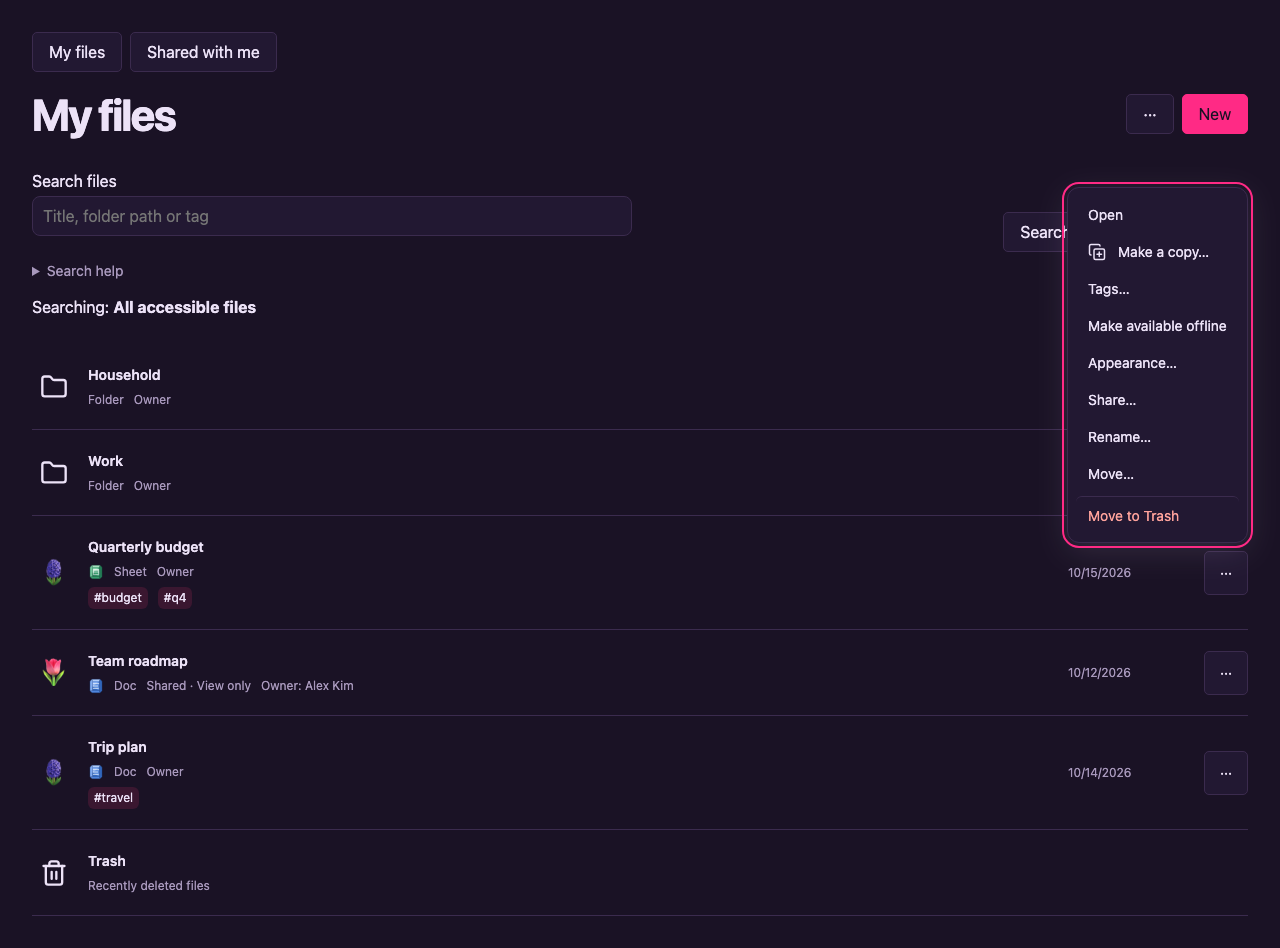 My files
Shared with me
My files
...
New
Search files
Title, folder path or tag
Search
Search help
Searching: All accessible files
Open
Make a copy...
Tags...
Make available offline
Appearance...
Share...
Rename...
Move...
Move to Trash
Household
Folder Owner
Work
Folder Owner
Quarterly budget
Sheet Owner
#budget #q4
10/15/2026
...
Team roadmap
Doc Shared · View only Owner: Alex Kim
10/12/2026
...
Trip plan
Doc Owner
#travel
10/14/2026
...
Trash
Recently deleted files